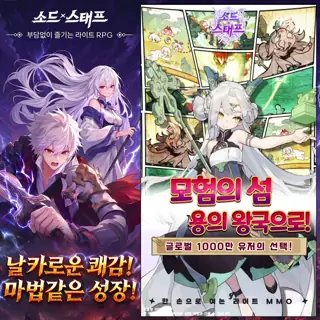 소드×스태프
부담없이 즐기는 라이트 RPG
날카로운 쾌감!
마법같은 성장!
소드×
스태프
모험의 섬
용의 왕국으로!
글로벌 1000만 유저의 선택!
한 손으로 여는 라이트 MMO